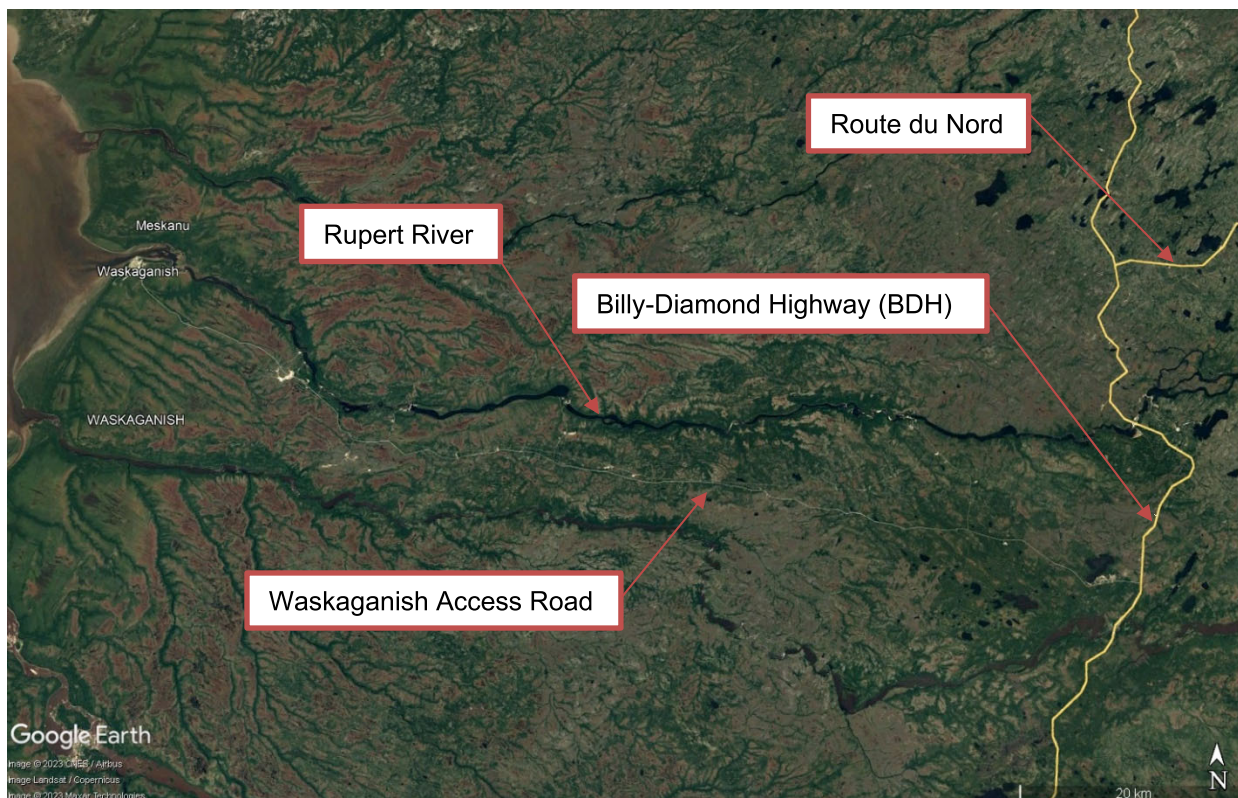 Route du Nord
Meskanu
Rupert River
Waskaganish
Billy-Diamond Highway (BDH)
WASKAGANISH
Waskaganish Access Road
Google Earth
Image © 2023 CNES / Airbus
Image Landsat / Copernicus
Image © 2023 Maxar Technologies
N
20 km